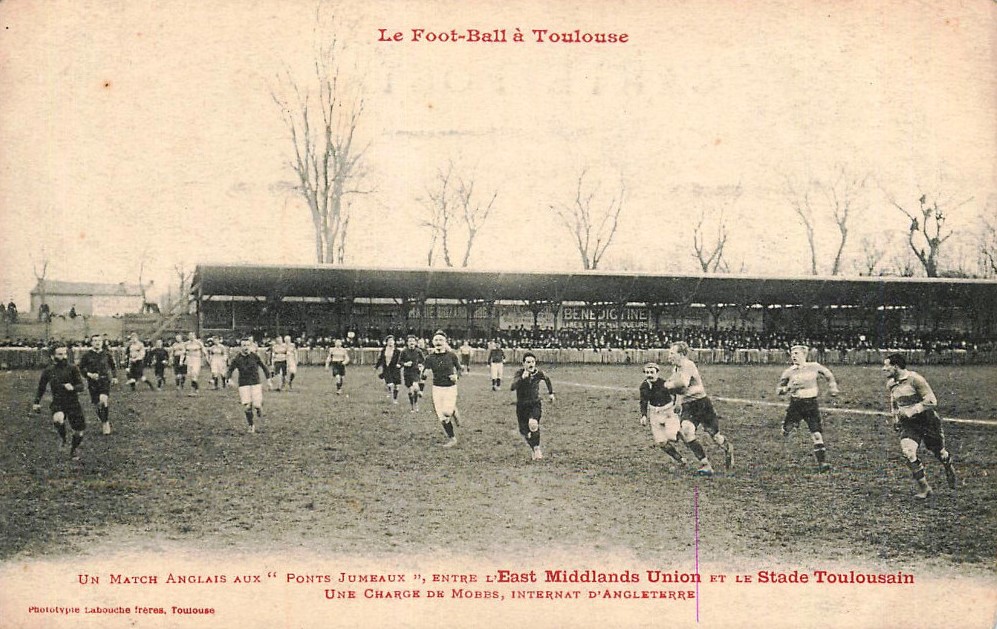 Le Foot-Ball à Toulouse
BENEDICTINE
Un Match Anglais aux “ Ponts Jumeaux ”, entre l'East Middlands Union et le Stade Toulousain
Une Charge de Mobbs, internat d'Angleterre
Phototypie Labouche frères, Toulouse